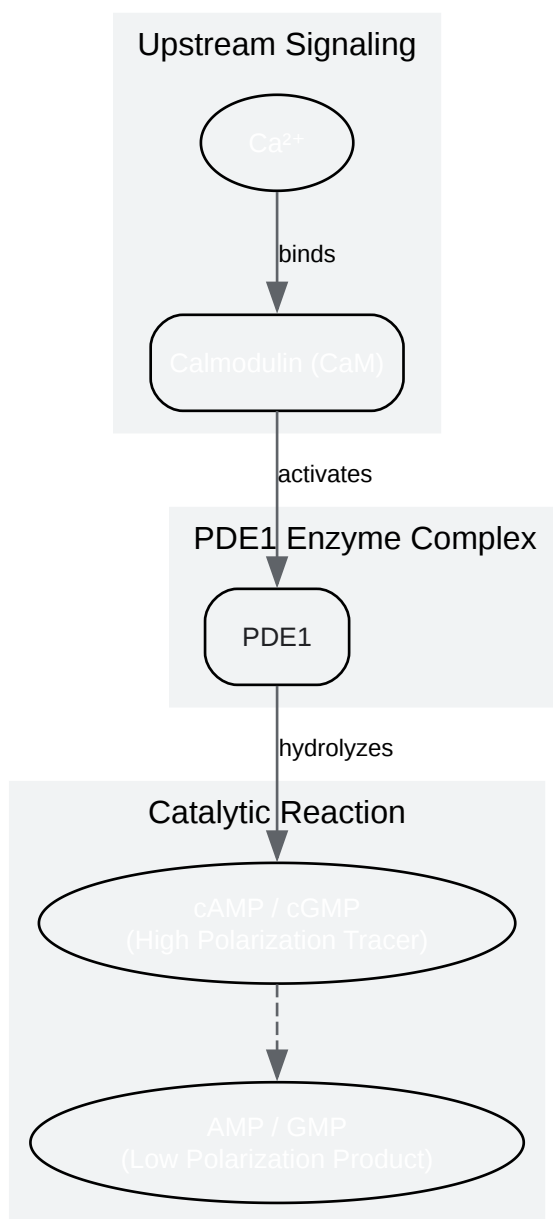 Upstream Signaling
Ca²⁺
binds
Calmodulin (CaM)
activates
PDE1 Enzyme Complex
PDE1
hydrolyzes
Catalytic Reaction
cAMP / cGMP
(High Polarization Tracer)
AMP / GMP
(Low Polarization Product)